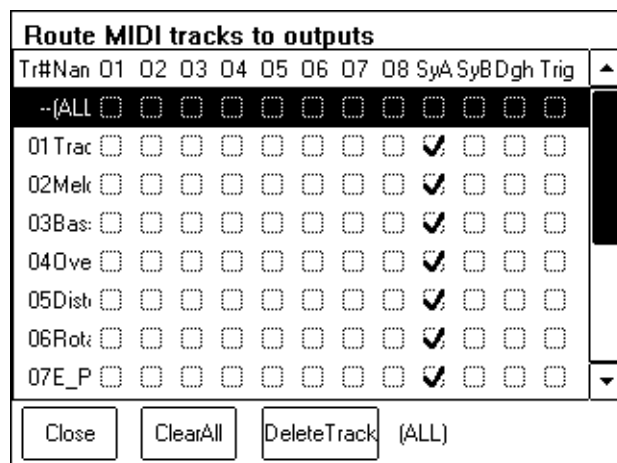 Route MIDI tracks to outputs
Tr#Nan 01 02 03 04 05 06 07 08 SyA SyB Dgh Trig
--(ALL
01 Trac
02Melc
03Bas:
04Ove
05Disto
06Rota
07E_P
Close ClearAll DeleteTrack (ALL)